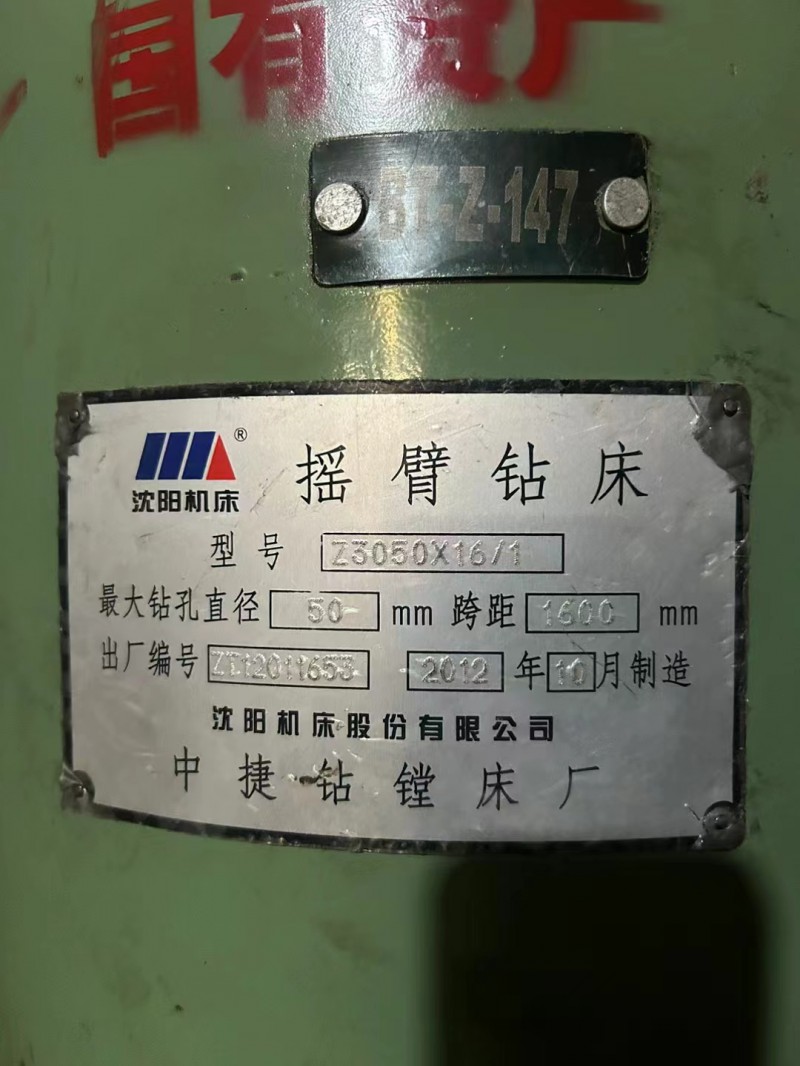 国有资产
BT-Z-147
沈阳机床®
摇臂钻床
型号 Z3050X16/1
最大钻孔直径 50 mm 跨距 1600 mm
出厂编号 ZT12011653 2012 年 10 月制造
沈阳机床股份有限公司
中捷钻镗床厂